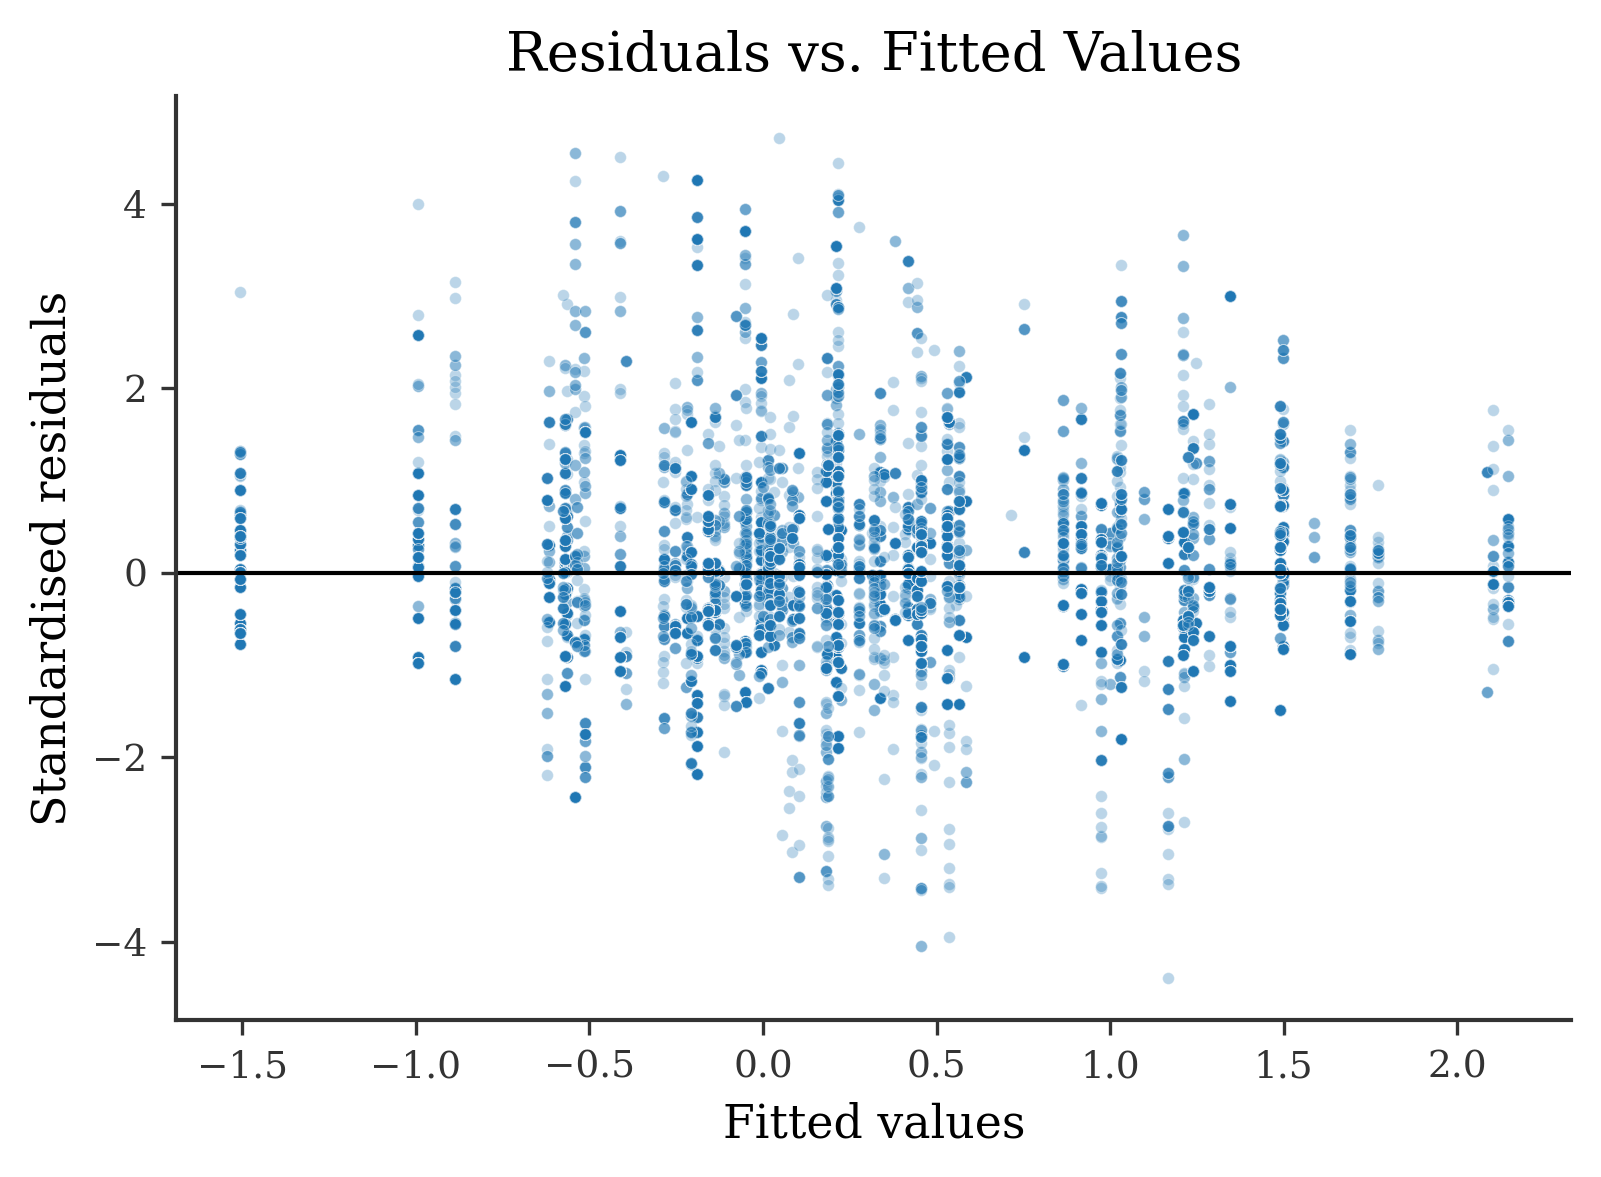 Residuals vs. Fitted Values
Standardised residuals
4
2
0
−2
−4
−1.5 −1.0 −0.5 0.0 0.5 1.0 1.5 2.0
Fitted values